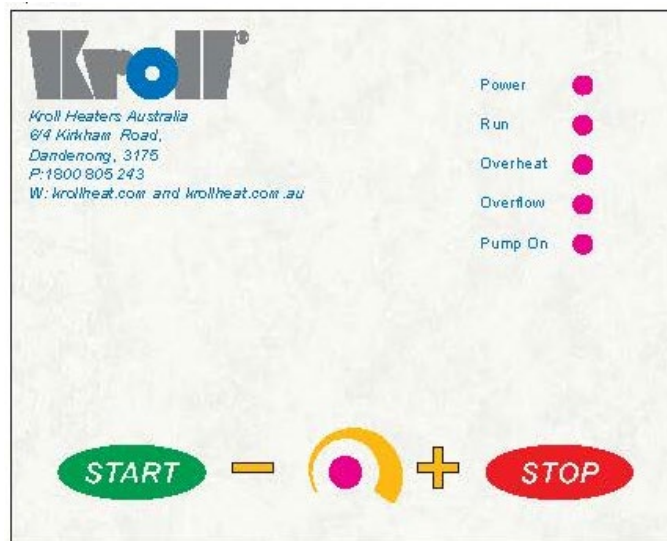 Kroll®
Kroll Heaters Australia
6/4 Kirkham Road,
Dandenong, 3175
P:1800 805 243
W: krollheat.com and krollheat.com.au
Power
Run
Overheat
Overflow
Pump On
START
STOP